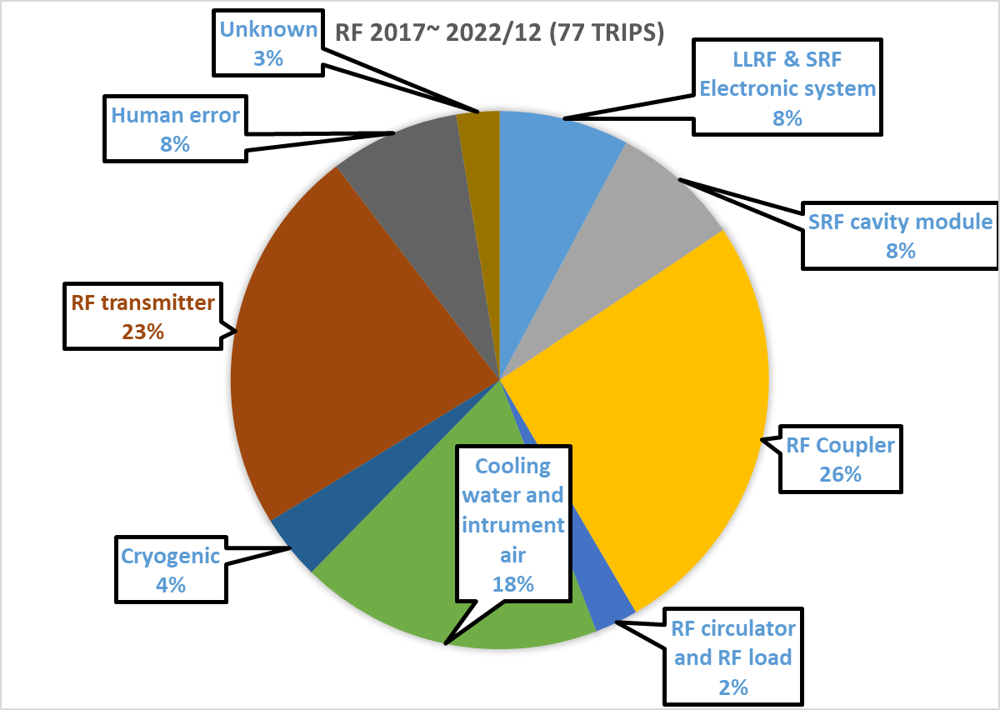 RF 2017~ 2022/12 (77 TRIPS)
Unknown
3%
LLRF & SRF
Electronic system
8%
Human error
8%
SRF cavity module
8%
RF transmitter
23%
RF Coupler
26%
Cooling
water and
intrument
air
18%
Cryogenic
4%
RF circulator
and RF load
2%